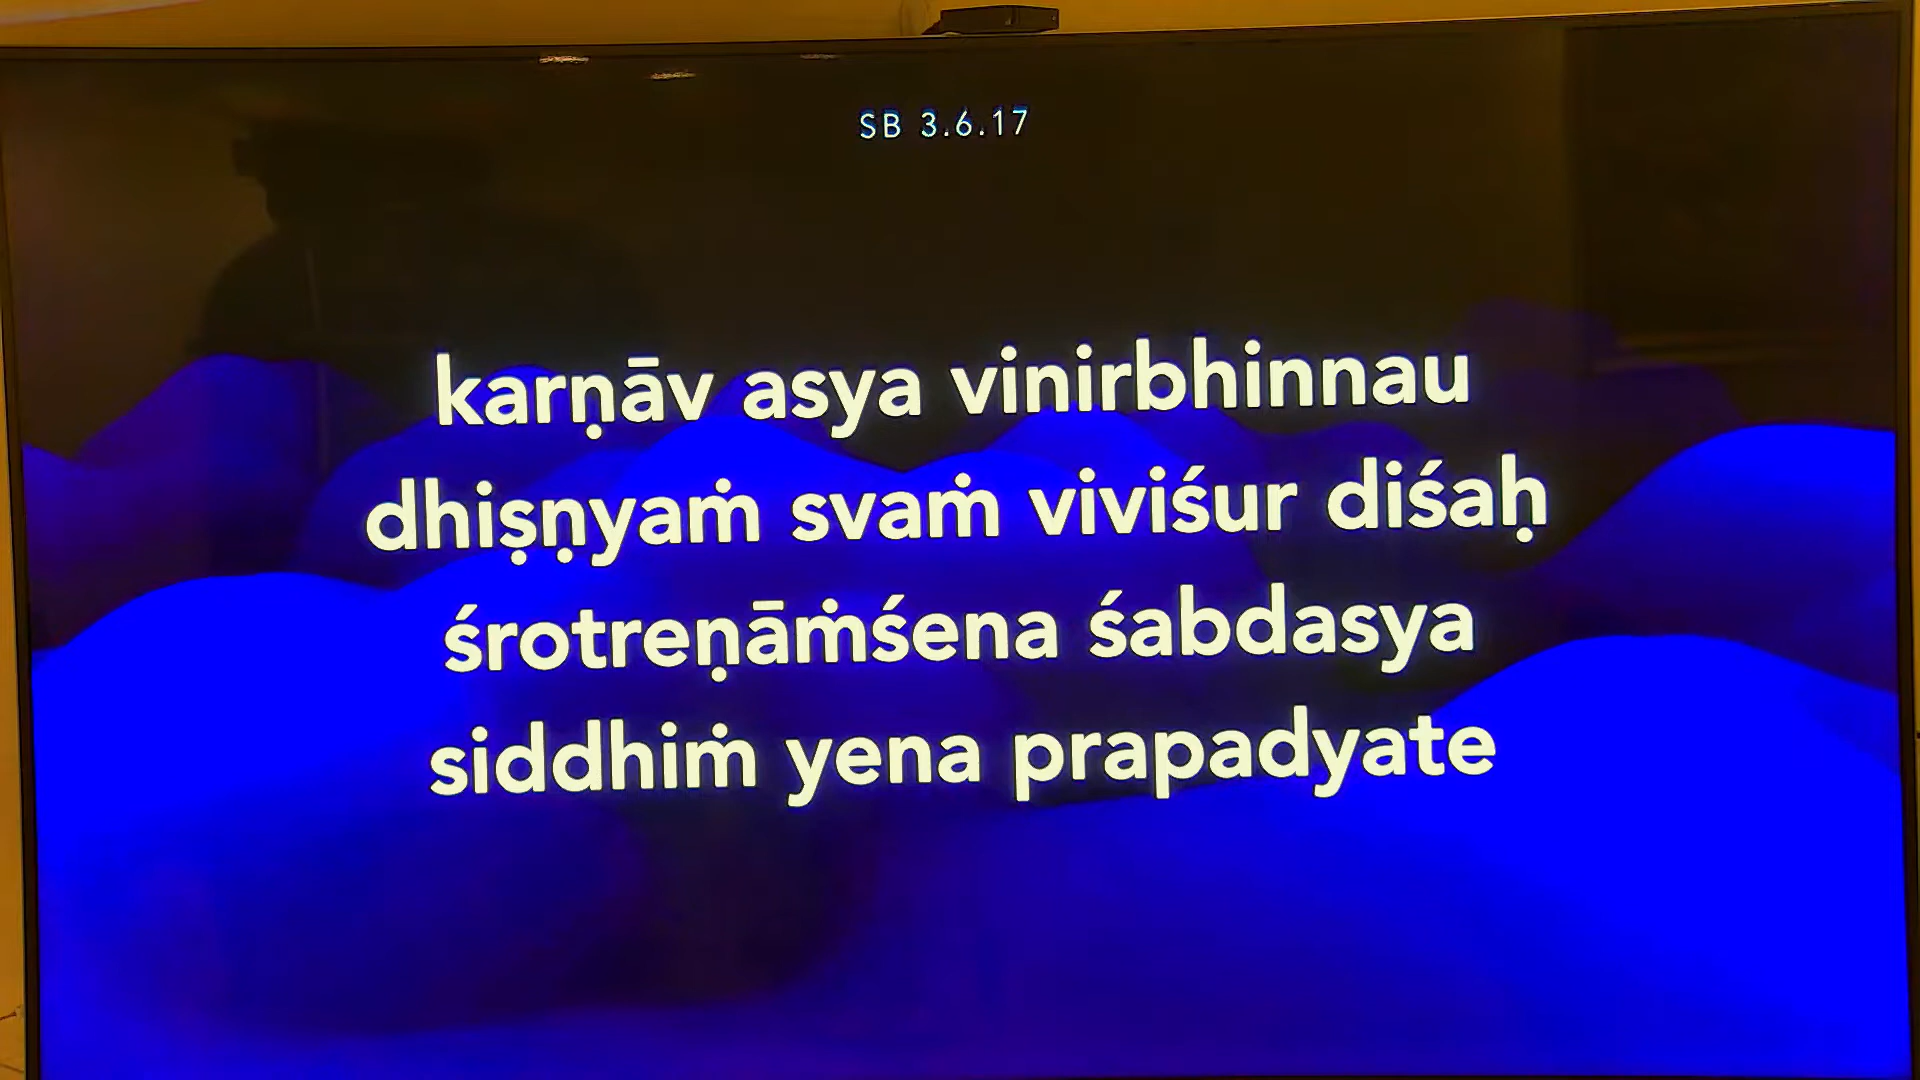 SB 3.6.17
karṇāv asya vinirbhinnau
dhiṣṇyaṁ svaṁ viviśur diśaḥ
śrotreṇāṁśena śabdasya
siddhiṁ yena prapadyate